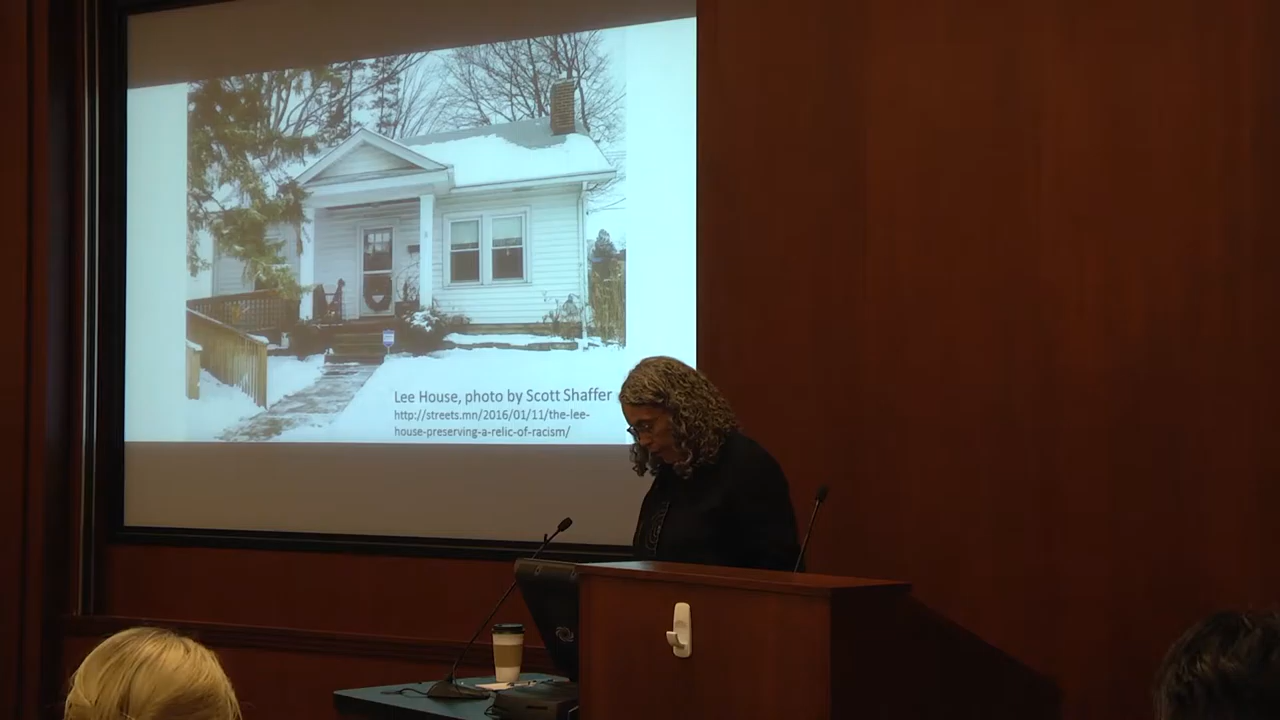 Lee House, photo by Scott Shaffer
http://streets.mn/2016/01/11/the-lee-
house-preserving-a-relic-of-racism/